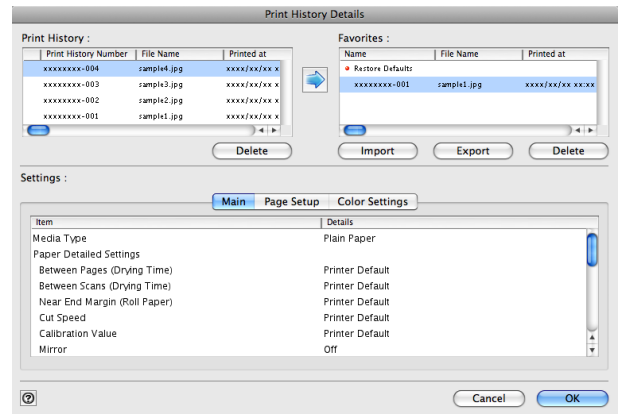 Print History Details
Print History :
Print History Number File Name Printed at
xxxxxxxx-004 sample4.jpg xxxx/xx/xx x
xxxxxxxx-003 sample3.jpg xxxx/xx/xx x
xxxxxxxx-002 sample2.jpg xxxx/xx/xx x
xxxxxxxx-001 sample1.jpg xxxx/xx/xx x
Delete
Favorites :
Name File Name Printed at
Restore Defaults
xxxxxxxx-001 sample1.jpg xxxx/xx/xx xx:xx
Import Export Delete
Settings :
Main Page Setup Color Settings
Item Details
Media Type Plain Paper
Paper Detailed Settings
Between Pages (Drying Time) Printer Default
Between Scans (Drying Time) Printer Default
Near End Margin (Roll Paper) Printer Default
Cut Speed Printer Default
Calibration Value Printer Default
Mirror Off
? Cancel OK